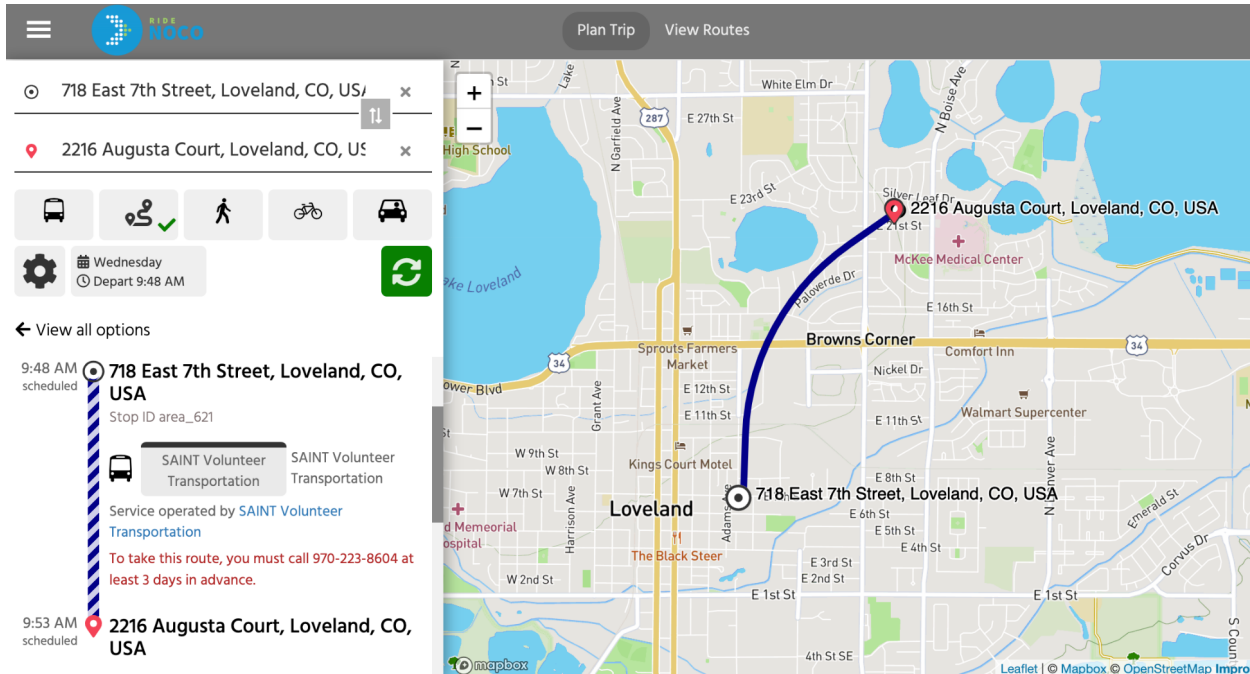 RIDE
NOCO
Plan Trip
View Routes
718 East 7th Street, Loveland, CO, US
2216 Augusta Court, Loveland, CO, US
Wednesday
Depart 9:48 AM
View all options
9:48 AM
scheduled
718 East 7th Street, Loveland, CO,
USA
Stop ID area_621
SAINT Volunteer
Transportation
SAINT Volunteer
Transportation
Service operated by SAINT Volunteer
Transportation
To take this route, you must call 970-223-8604 at
least 3 days in advance.
9:53 AM
scheduled
2216 Augusta Court, Loveland, CO,
USA
+
−
St
Lake
White Elm Dr
N Boise Ave
287
E 27th St
N Garfield Ave
High School
E 23rd St
Silver Leaf Dr
2216 Augusta Court, Loveland, CO, USA
E 21st St
McKee Medical Center
Lake Loveland
Paloverde Dr
E 16th St
Browns Corner
34
Sprouts Farmers
Market
Comfort Inn
34
Nickel Dr
ower Blvd
Grant Ave
E 12th St
E 11th St
E 11th St
Walmart Supercenter
St
W 9th St
W 8th St
Kings Court Motel
N Denver Ave
E 8th St
W 7th St
Harrison Ave
Loveland
Adams Ave
718 East 7th Street, Loveland, CO, USA
E 6th St
Emerald St
d Memorial
ospital
E 5th St
The Black Steer
E 4th St
Corvus Dr
E 3rd St
W 2nd St
E 2nd St
E 1st St
E 1st St
S Coun
4th St SE
mapbox
Leaflet | © Mapbox © OpenStreetMap Impro